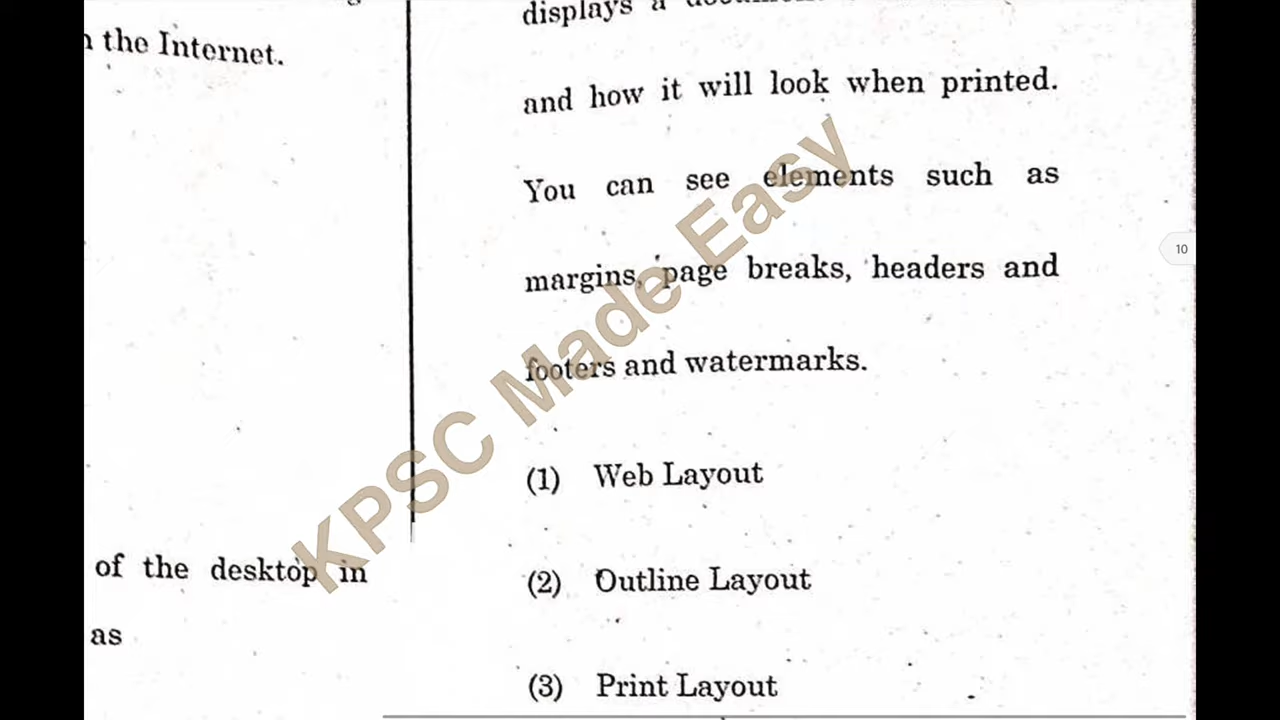 the Internet.
of the desktop in
as
displays a
and how it will look when printed.
You can see elements such as
margins, page breaks, headers and
footers and watermarks.
(1) Web Layout
(2) Outline Layout
(3) Print Layout
KPSC Made Easy
10